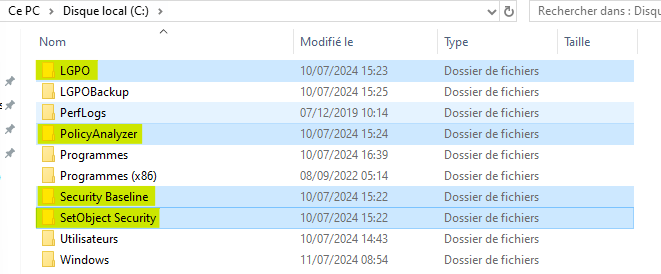 Ce PC > Disque local (C:) > Rechercher dans : Disqu
Nom Modifié le Type Taille
LGPO 10/07/2024 15:23 Dossier de fichiers
LGPOBackup 10/07/2024 15:25 Dossier de fichiers
PerfLogs 07/12/2019 10:14 Dossier de fichiers
PolicyAnalyzer 10/07/2024 15:24 Dossier de fichiers
Programmes 10/07/2024 16:39 Dossier de fichiers
Programmes (x86) 08/09/2022 05:14 Dossier de fichiers
Security Baseline 10/07/2024 15:22 Dossier de fichiers
SetObject Security 10/07/2024 15:22 Dossier de fichiers
Utilisateurs 10/07/2024 14:43 Dossier de fichiers
Windows 11/07/2024 08:54 Dossier de fichiers